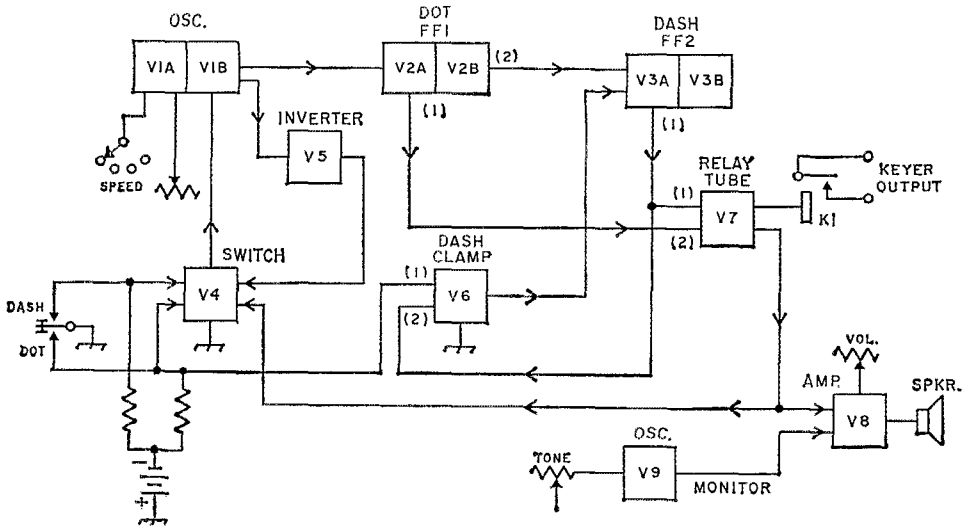 OSC.
V1A V1B
DOT
FF1
V2A V2B
(2)
(1)
DASH
FF2
V3A V3B
(1)
INVERTER
V5
SPEED
RELAY
TUBE
(1)
V7
(2)
K1
KEYER
OUTPUT
SWITCH
V4
DASH
DOT
DASH
CLAMP
(1)
V6
(2)
VOL.
AMP.
V8
SPKR.
OSC.
V9
TONE
MONITOR
−
+